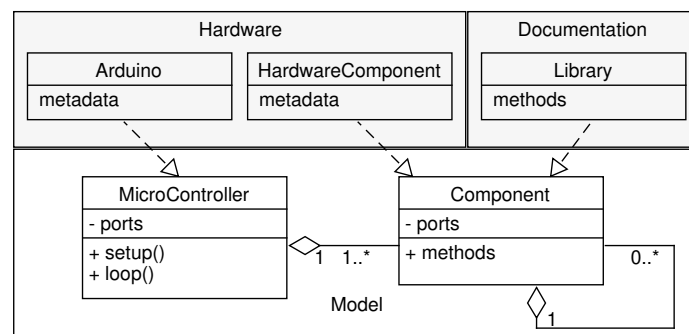 Hardware
Documentation
Arduino
metadata
HardwareComponent
metadata
Library
methods
MicroController
- ports
+ setup()
+ loop()
1
1..*
Component
- ports
+ methods
0..*
1
Model